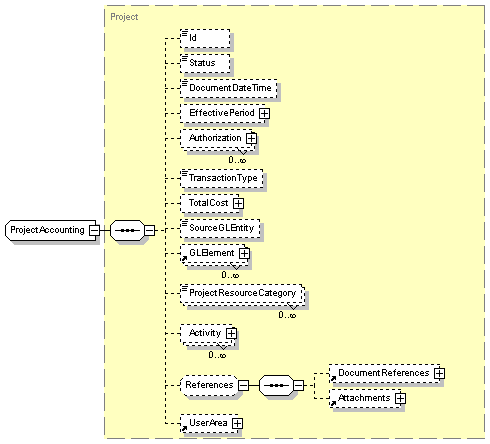 Project
Id
Status
DocumentDateTime
EffectivePeriod
Authorization
0..∞
TransactionType
TotalCost
SourceGLEntity
ProjectAccounting
GLElement
0..∞
ProjectResourceCategory
0..∞
Activity
0..∞
DocumentReferences
References
Attachments
UserArea